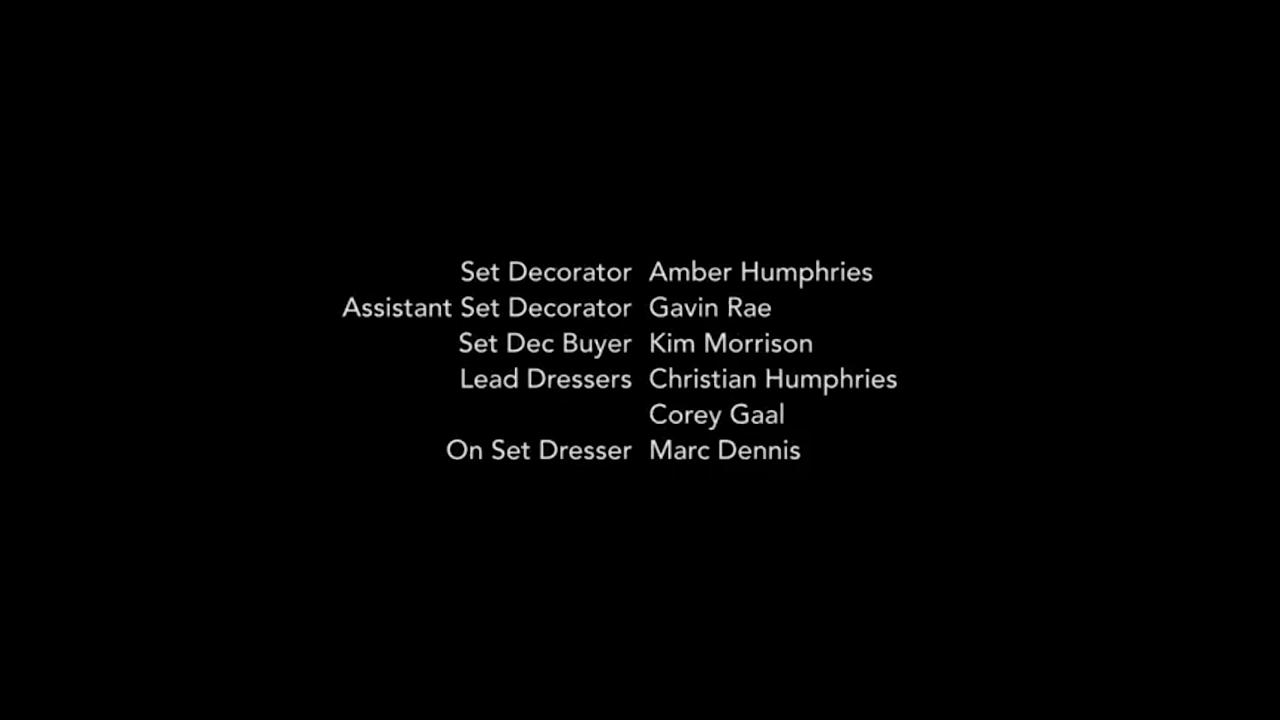 Set Decorator Amber Humphries
Assistant Set Decorator Gavin Rae
Set Dec Buyer Kim Morrison
Lead Dressers Christian Humphries
Corey Gaal
On Set Dresser Marc Dennis